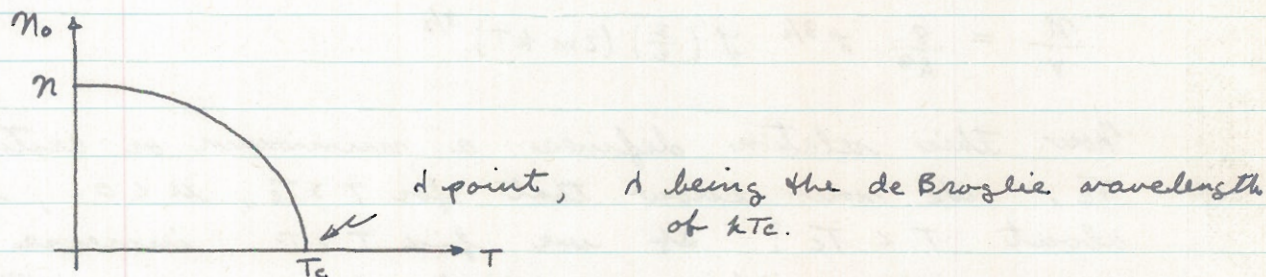 n₀
n
λ point, λ being the de Broglie wavelength
of kTc.
Tc
T